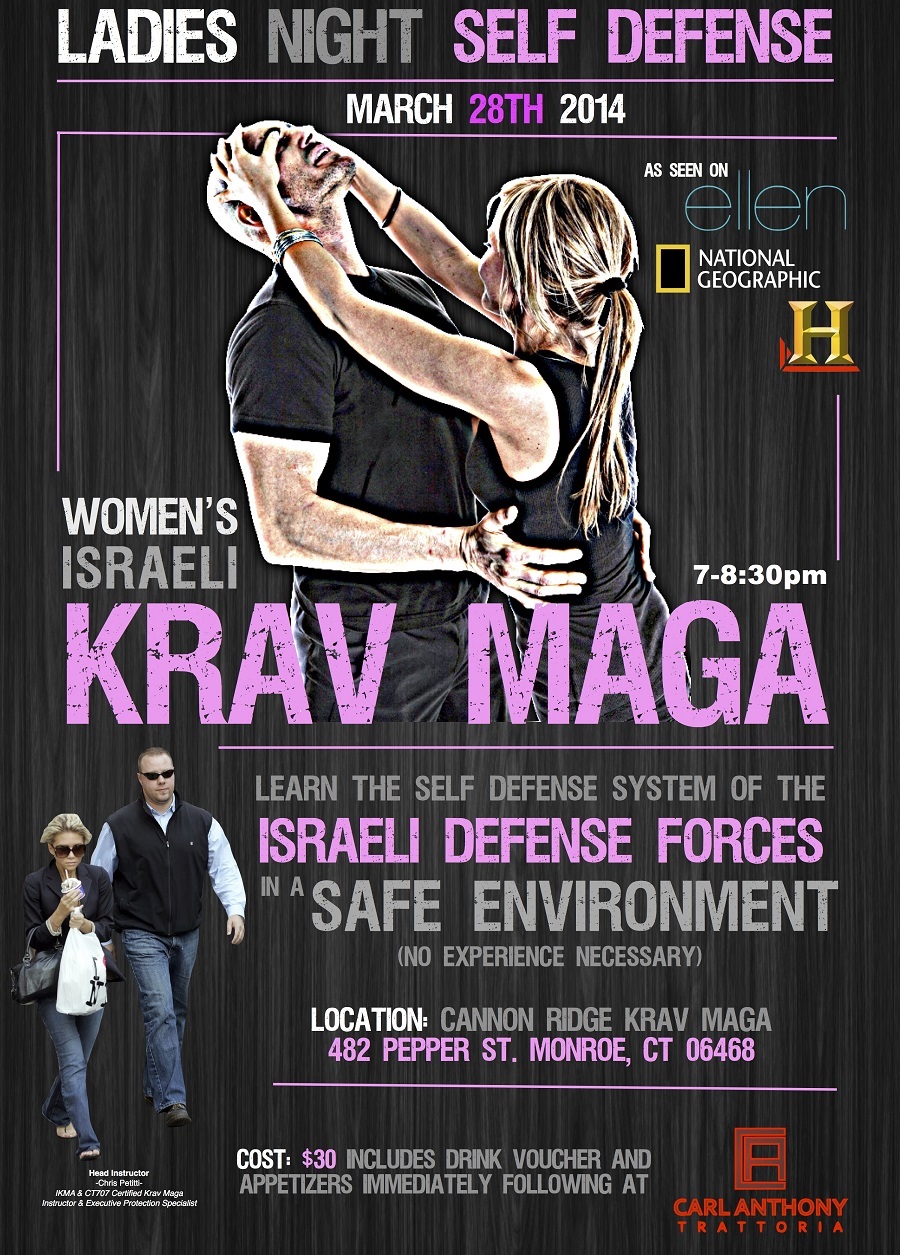 LADIES NIGHT SELF DEFENSE
MARCH 28TH 2014
AS SEEN ON
ellen
NATIONAL
GEOGRAPHIC
H
WOMEN'S
ISRAELI
7-8:30pm
KRAV MAGA
LEARN THE SELF DEFENSE SYSTEM OF THE
ISRAELI DEFENSE FORCES
IN A SAFE ENVIRONMENT
(NO EXPERIENCE NECESSARY)
LOCATION: CANNON RIDGE KRAV MAGA
482 PEPPER ST. MONROE, CT 06468
Head Instructor
-Chris Petitti-
IKMA & CT707 Certified Krav Maga
Instructor & Executive Protection Specialist
COST: $30 INCLUDES DRINK VOUCHER AND
APPETIZERS IMMEDIATELY FOLLOWING AT
CARL ANTHONY
TRATTORIA